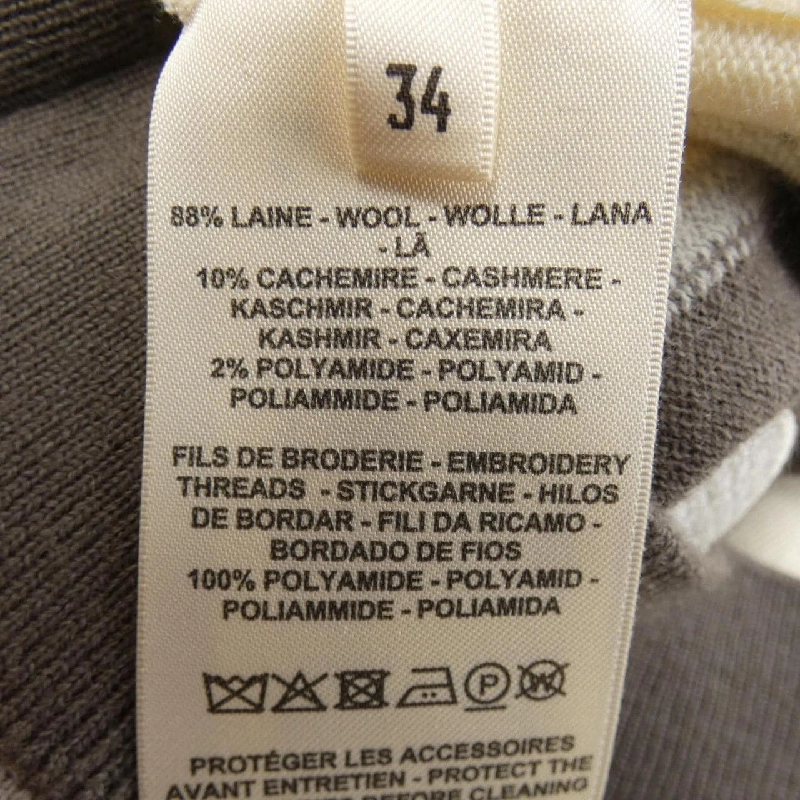 34
88% LAINE - WOOL - WOLLE - LANA
- LÃ
10% CACHEMIRE - CASHMERE -
KASCHMIR - CACHEMIRA -
KASHMIR - CAXEMIRA
2% POLYAMIDE - POLYAMID -
POLIAMMIDE - POLIAMIDA
FILS DE BRODERIE - EMBROIDERY
THREADS - STICKGARNE - HILOS
DE BORDAR - FILI DA RICAMO -
BORDADO DE FIOS
100% POLYAMIDE - POLYAMID -
POLIAMMIDE - POLIAMIDA
P W
PROTÉGER LES ACCESSOIRES
AVANT ENTRETIEN - PROTECT THE
BEFORE CLEANING